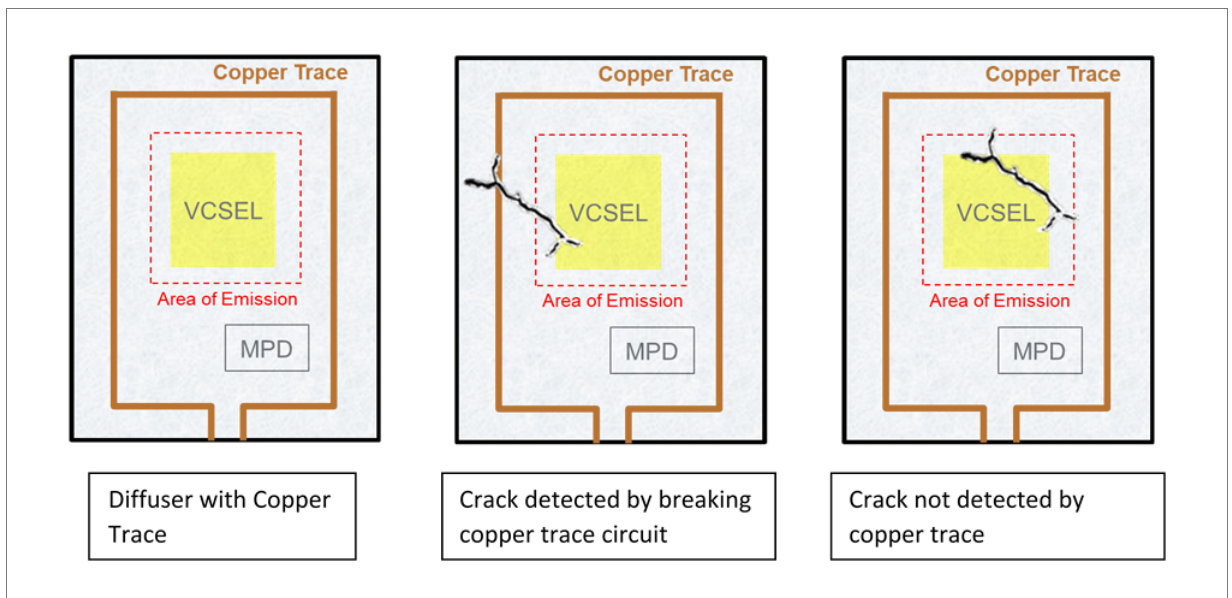 Copper Trace
VCSEL
Area of Emission
MPD
Diffuser with Copper
Trace
Copper Trace
VCSEL
Area of Emission
MPD
Crack detected by breaking
copper trace circuit
Copper Trace
VCSEL
Area of Emission
MPD
Crack not detected by
copper trace